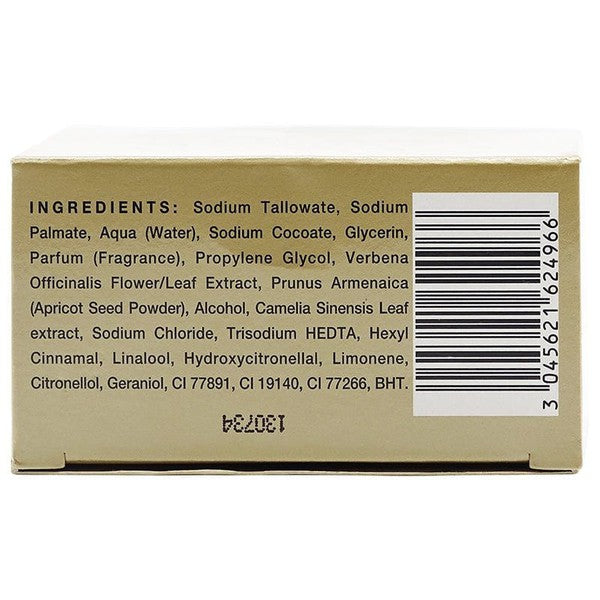 INGREDIENTS: Sodium Tallowate, Sodium
Palmate, Aqua (Water), Sodium Cocoate, Glycerin,
Parfum (Fragrance), Propylene Glycol, Verbena
Officinalis Flower/Leaf Extract, Prunus Armenaica
(Apricot Seed Powder), Alcohol, Camelia Sinensis Leaf
extract, Sodium Chloride, Trisodium HEDTA, Hexyl
Cinnamal, Linalool, Hydroxycitronellal, Limonene,
Citronellol, Geraniol, CI 77891, CI 19140, CI 77266, BHT.
130734
3 045621 624966